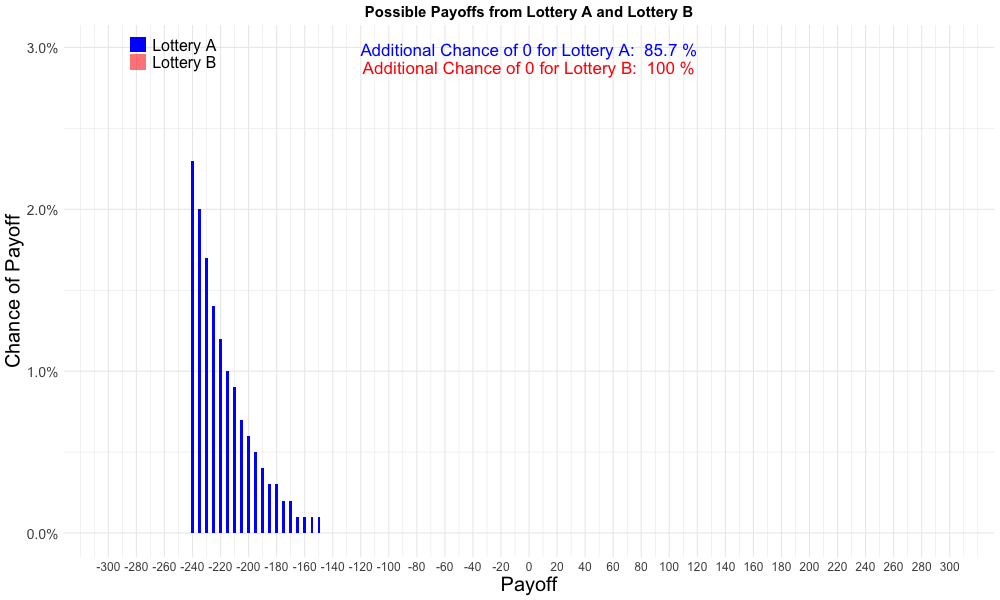 Possible Payoffs from Lottery A and Lottery B
Lottery A
Lottery B
Additional Chance of 0 for Lottery A: 85.7 %
Additional Chance of 0 for Lottery B: 100 %
Chance of Payoff
3.0%
2.0%
1.0%
0.0%
-300 -280 -260 -240 -220 -200 -180 -160 -140 -120 -100 -80 -60 -40 -20 0 20 40 60 80 100 120 140 160 180 200 220 240 260 280 300
Payoff